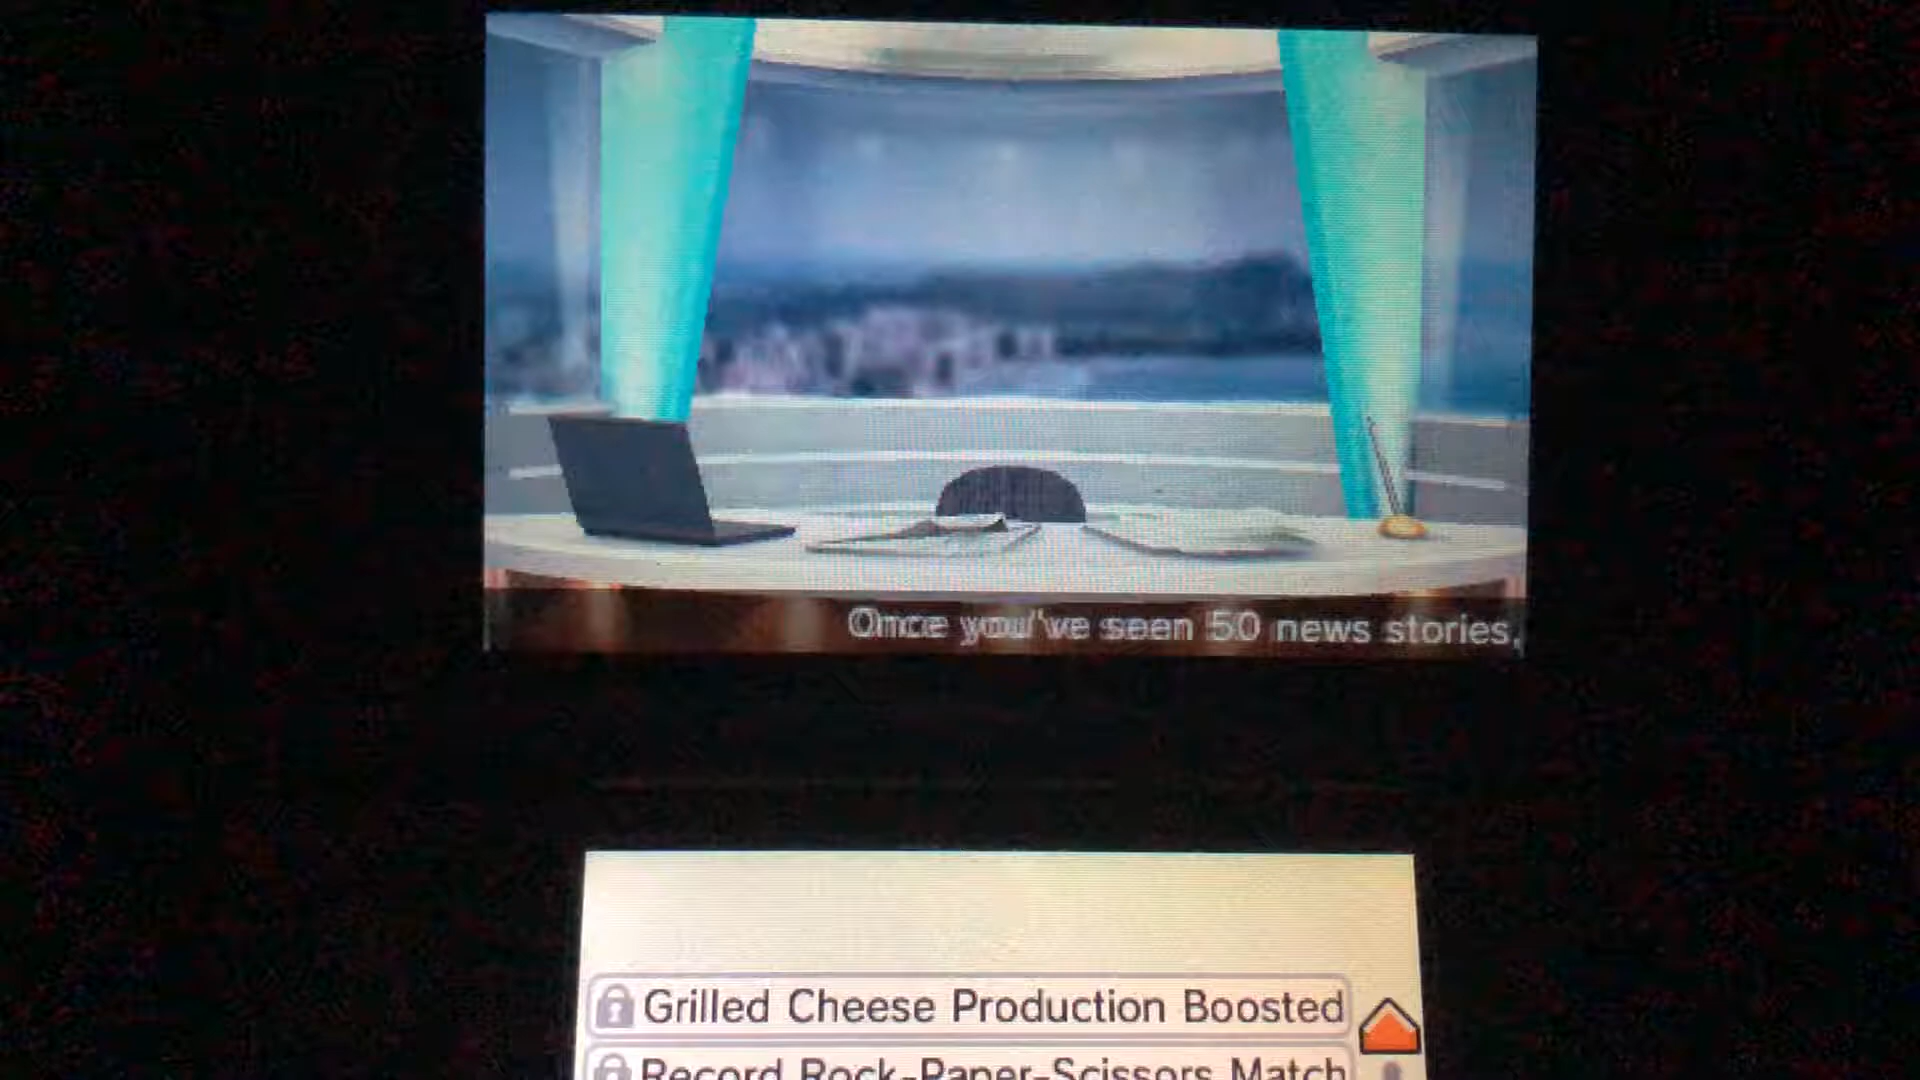 Once you've seen 50 news stories,
Grilled Cheese Production Boosted
Record Rock-Paper-Scissors Match